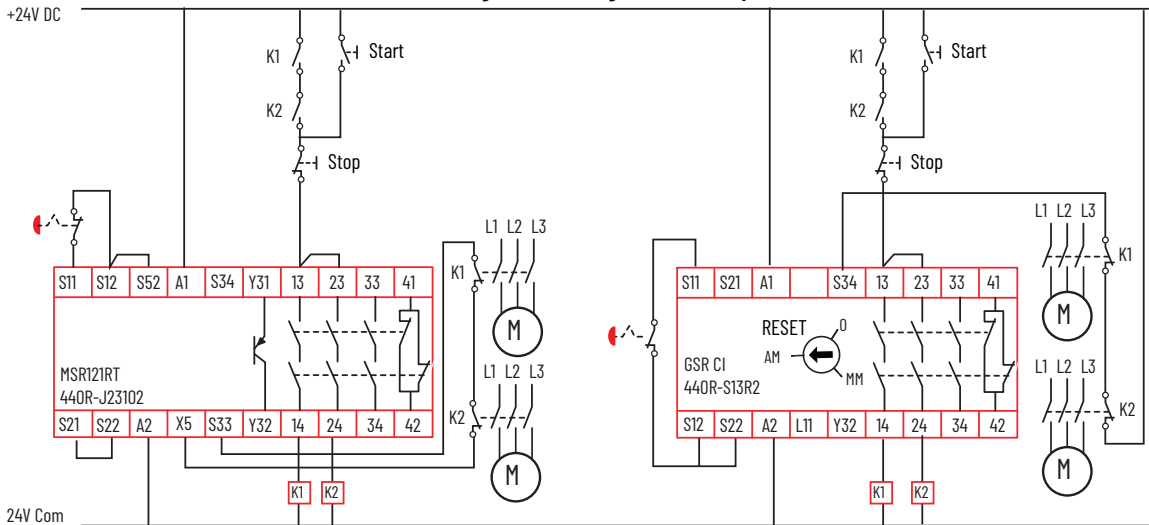 +24V DC
K1
Start
K2
Stop
L1 L2 L3
K1
M
S11 S12 S52 A1 S34 Y31 13 23 33 41
MSR121RT
440R-J23102
S21 S22 A2 X5 S33 Y32 14 24 34 42
L1 L2 L3
K2
M
K1 K2
24V Com
K1
Start
K2
Stop
L1 L2 L3
K1
M
S11 S21 A1 S34 13 23 33 41
RESET
0
AM
MM
GSR CI
440R-S13R2
S12 S22 A2 L11 Y32 14 24 34 42
L1 L2 L3
K2
M
K1 K2